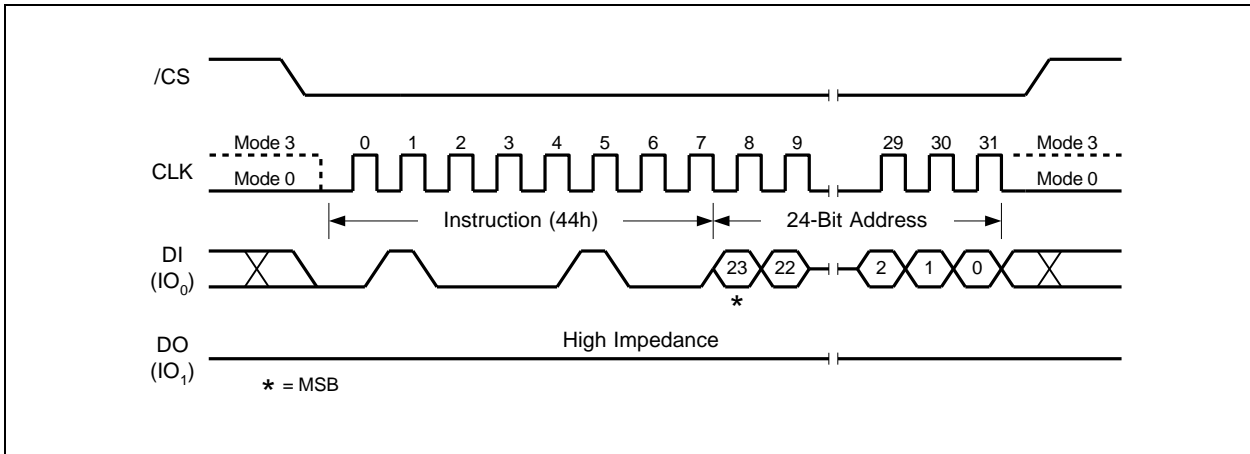 /CS
Mode 3 0 1 2 3 4 5 6 7 8 9 29 30 31 Mode 3
CLK
Mode 0 Mode 0
Instruction (44h) 24-Bit Address
DI
(IO0) 23 22 2 1 0
*
DO High Impedance
(IO1)
* = MSB